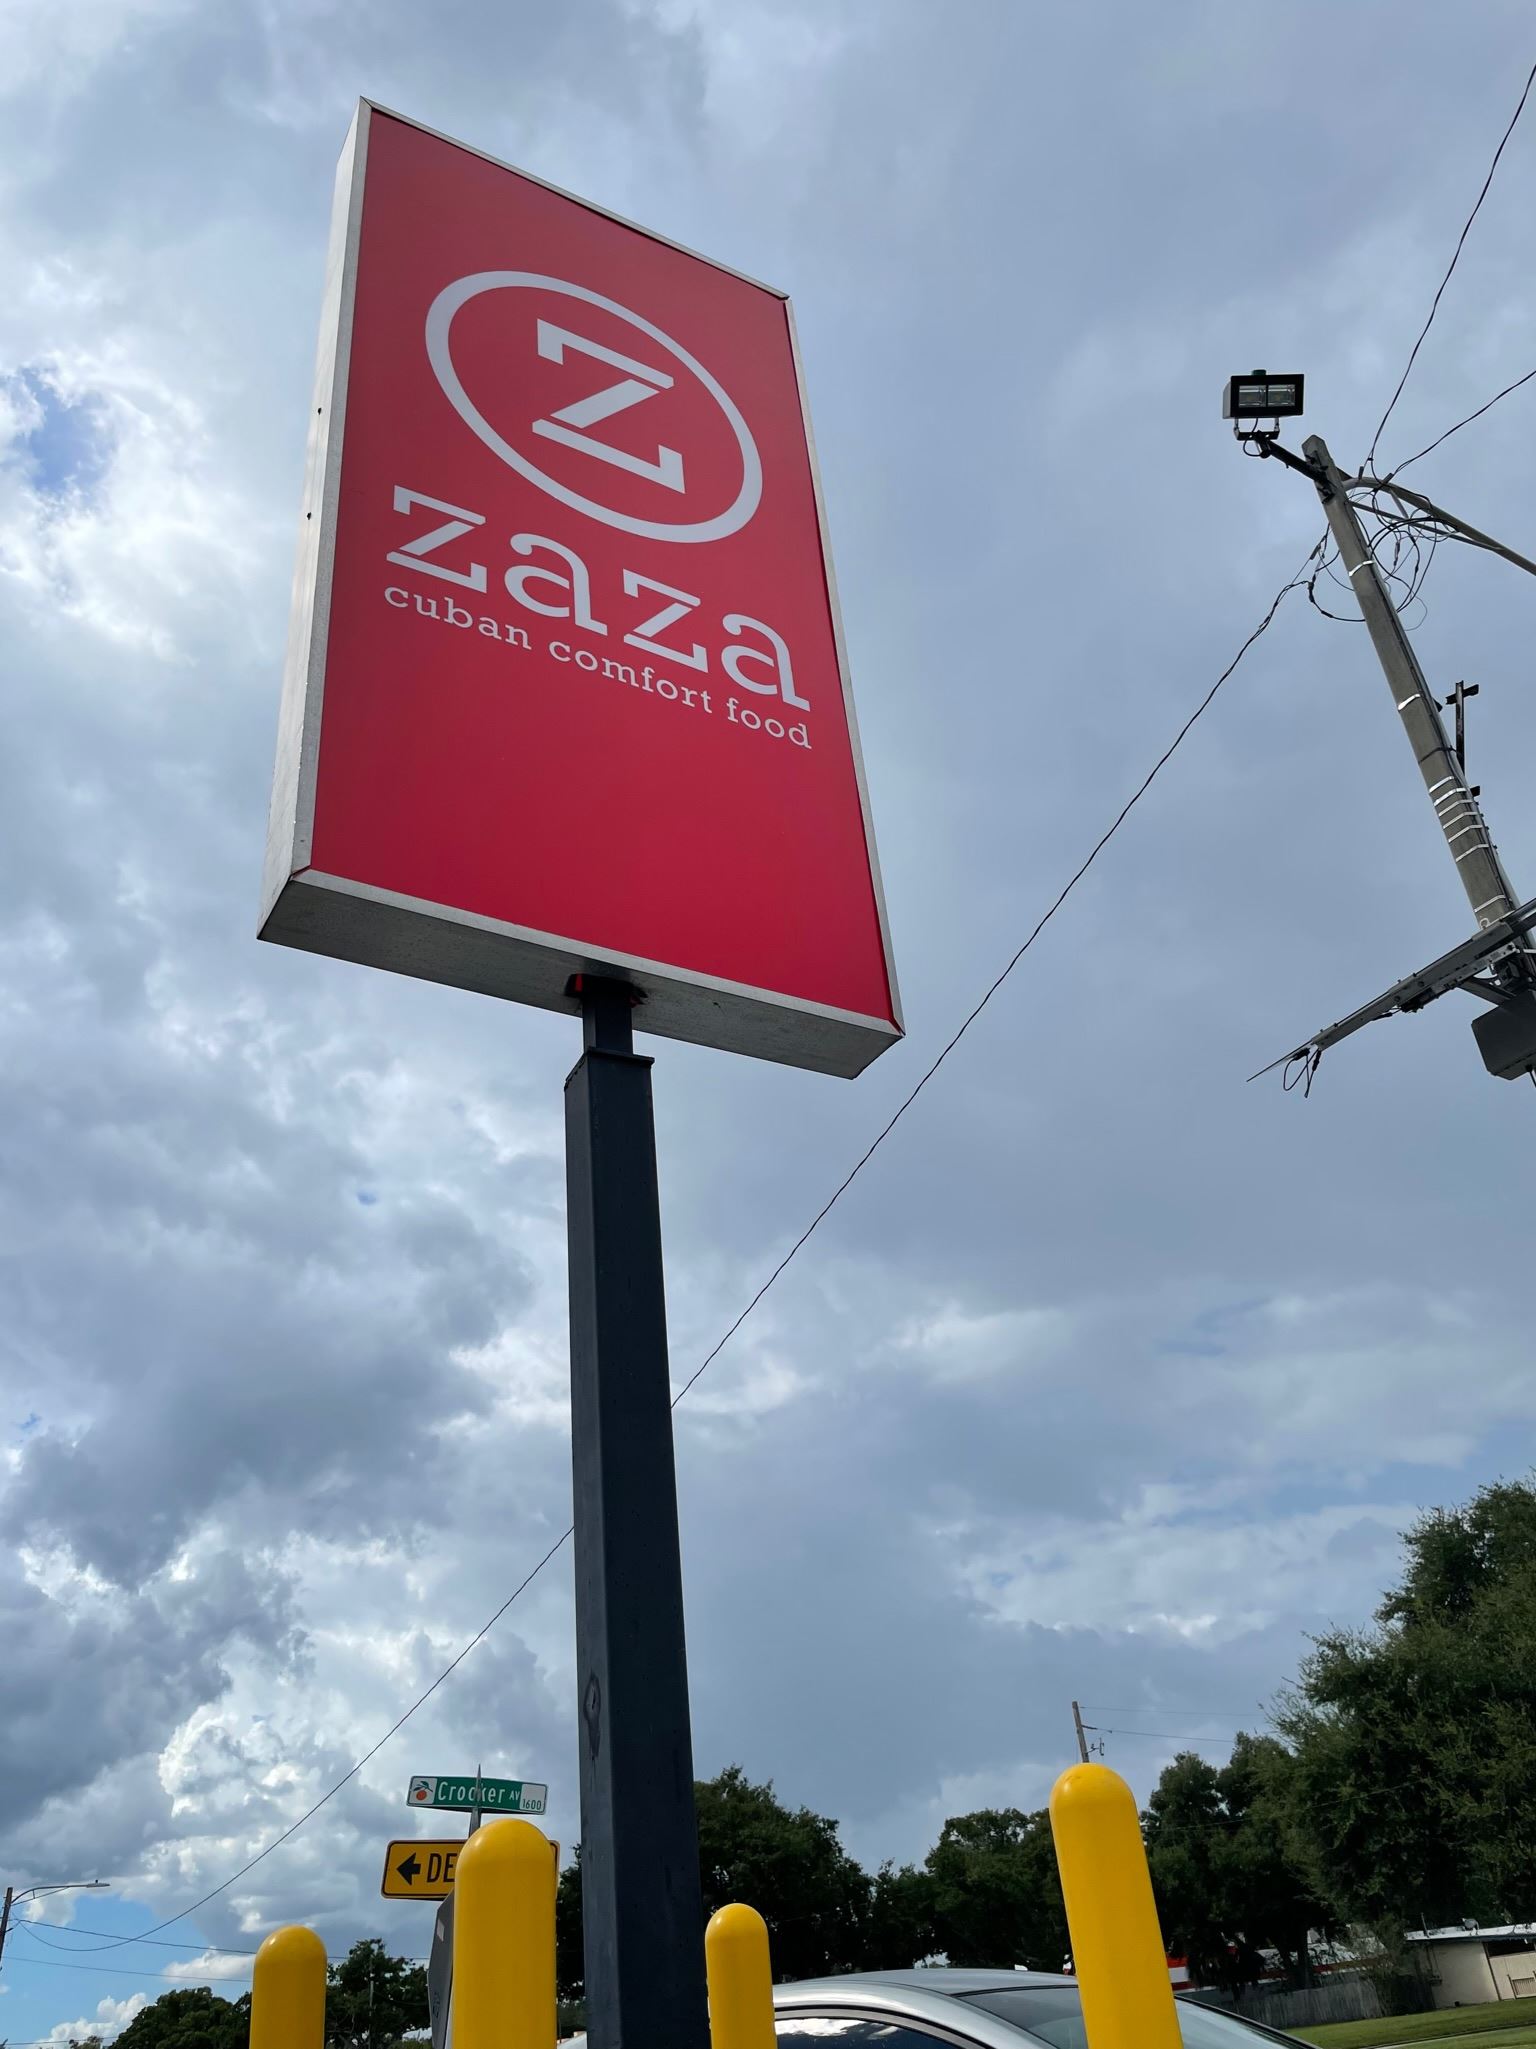 Z
zaza
cuban comfort food
Crocker AV
1600